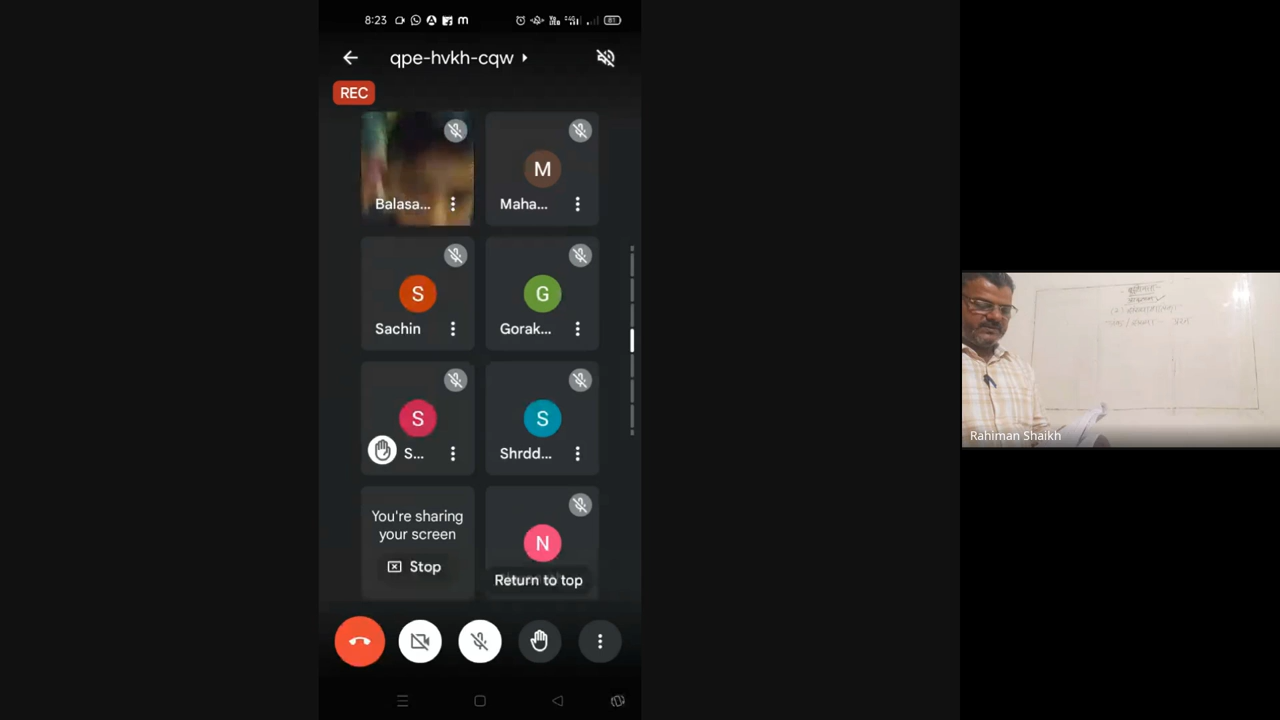 8:23
qpe-hvkh-cqw
REC
Balasa...
M
Maha...
S
Sachin
G
Gorak...
S
S...
S
Shrdd...
You're sharing
your screen
Stop
N
Return to top
Rahiman Shaikh